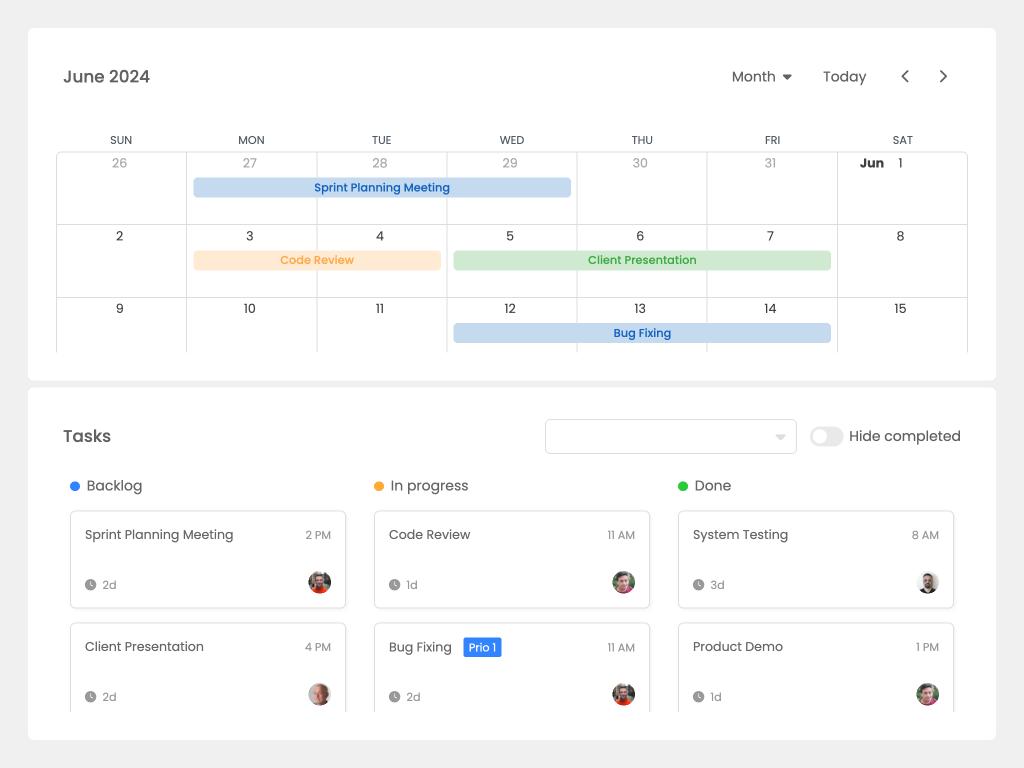 June 2024
Month Today
SUN MON TUE WED THU FRI SAT
26 27 28 29 30 31 Jun 1
Sprint Planning Meeting
2 3 4 5 6 7 8
Code Review Client Presentation
9 10 11 12 13 14 15
Bug Fixing
Tasks Hide completed
Backlog In progress Done
Sprint Planning Meeting 2 PM Code Review 11 AM System Testing 8 AM
2d 1d 3d
Client Presentation 4 PM Bug Fixing Prio 1 11 AM Product Demo 1 PM
2d 2d 1d